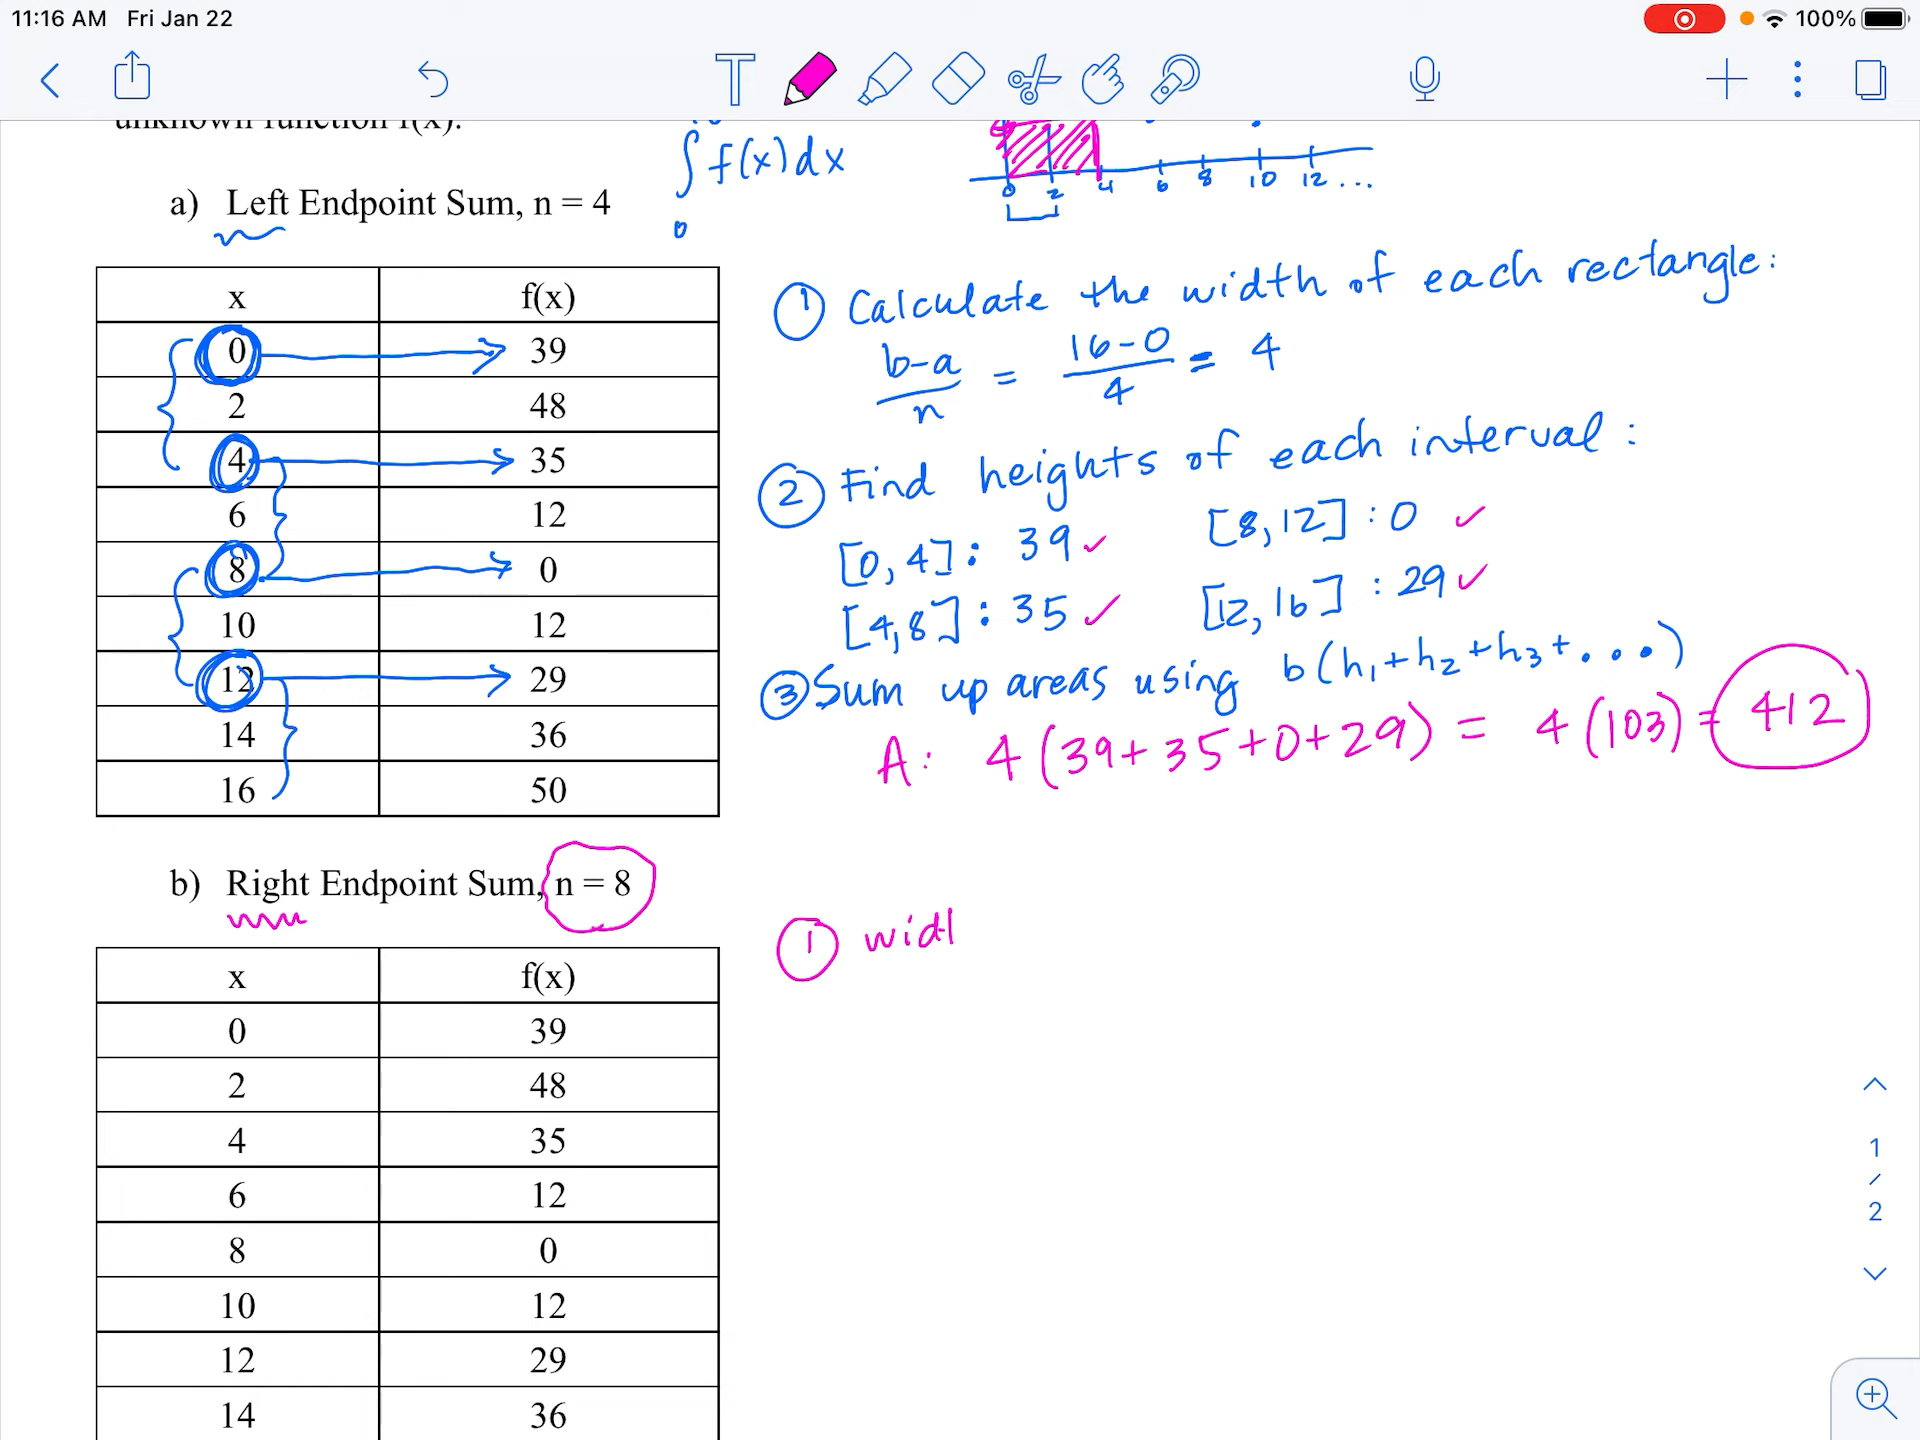 11:16 AM Fri Jan 22
100%
unknown function f(x).
∫ f(x)dx
0
0 2 4 6 8 10 12 ...
a) Left Endpoint Sum, n = 4
x f(x)
0 39
2 48
4 35
6 12
8 0
10 12
12 29
14 36
16 50
① Calculate the width of each rectangle:
b-a/n = 16-0/4 = 4
② Find heights of each interval:
[0,4]: 39 ✓ [8,12]: 0 ✓
[4,8]: 35 ✓ [12,16]: 29 ✓
③ Sum up areas using b(h₁+h₂+h₃+...)
A: 4(39+35+0+29) = 4(103) = 412
b) Right Endpoint Sum, n = 8
① widl
x f(x)
0 39
2 48
4 35
6 12
8 0
10 12
12 29
14 36
1
/
2